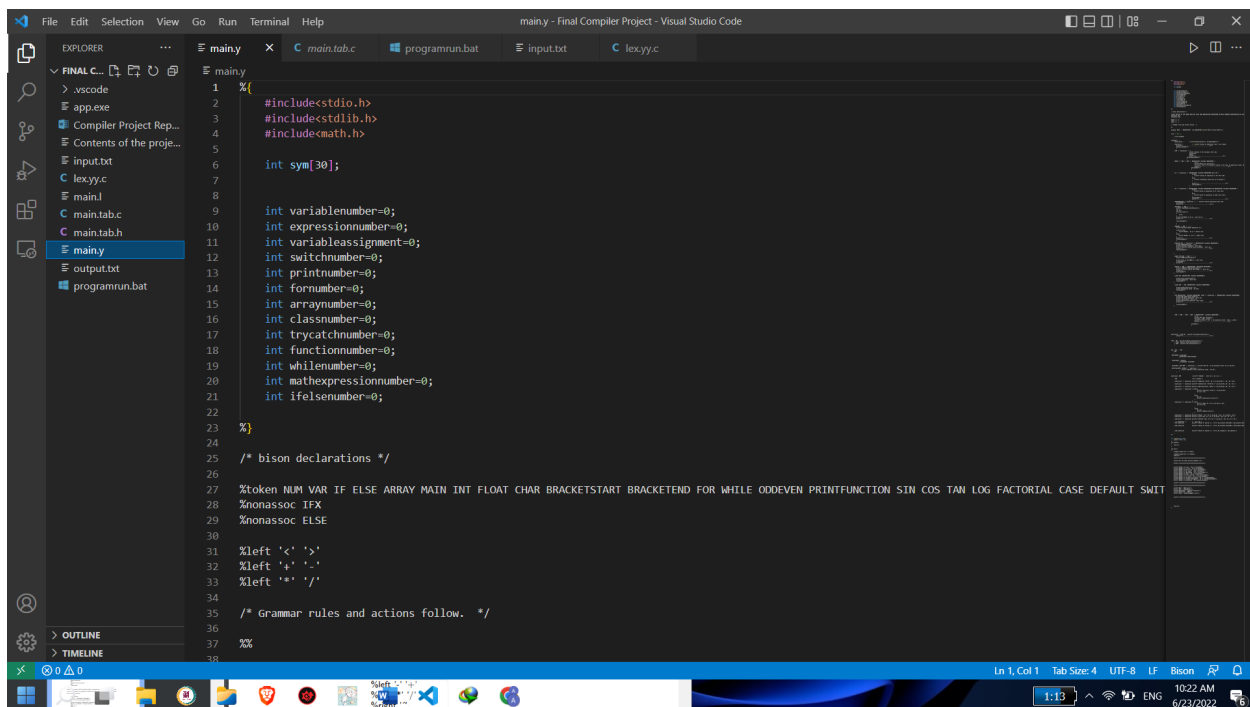 File Edit Selection View Go Run Terminal Help
main.y - Final Compiler Project - Visual Studio Code
EXPLORER
main.y
main.tab.c
programrun.bat
input.txt
lex.yy.c
FINAL C...
.vscode
app.exe
Compiler Project Rep...
Contents of the proje...
input.txt
lex.yy.c
main.l
main.tab.c
main.tab.h
main.y
output.txt
programrun.bat
OUTLINE
TIMELINE
main.y
1 %{
2 #include<stdio.h>
3 #include<stdlib.h>
4 #include<math.h>
5
6 int sym[30];
7
8
9 int variablenumber=0;
10 int expressionnumber=0;
11 int variableassignment=0;
12 int switchnumber=0;
13 int printnumber=0;
14 int fornumber=0;
15 int arraynumber=0;
16 int classnumber=0;
17 int trycatchnumber=0;
18 int functionnumber=0;
19 int whilenumber=0;
20 int mathexpressionnumber=0;
21 int ifelsenumber=0;
22
23 %}
24
25 /* bison declarations */
26
27 %token NUM VAR IF ELSE ARRAY MAIN INT FLOAT CHAR BRACKETSTART BRACKETEND FOR WHILE ODDEVEN PRINTFUNCTION SIN COS TAN LOG FACTORIAL CASE DEFAULT SWIT
28 %nonassoc IFX
29 %nonassoc ELSE
30
31 %left '<' '>'
32 %left '+' '-'
33 %left '*' '/'
34
35 /* Grammar rules and actions follow. */
36
37 %%
38
0 0
Ln 1, Col 1 Tab Size: 4 UTF-8 LF Bison
1:13
ENG
10:22 AM
6/23/2022
6